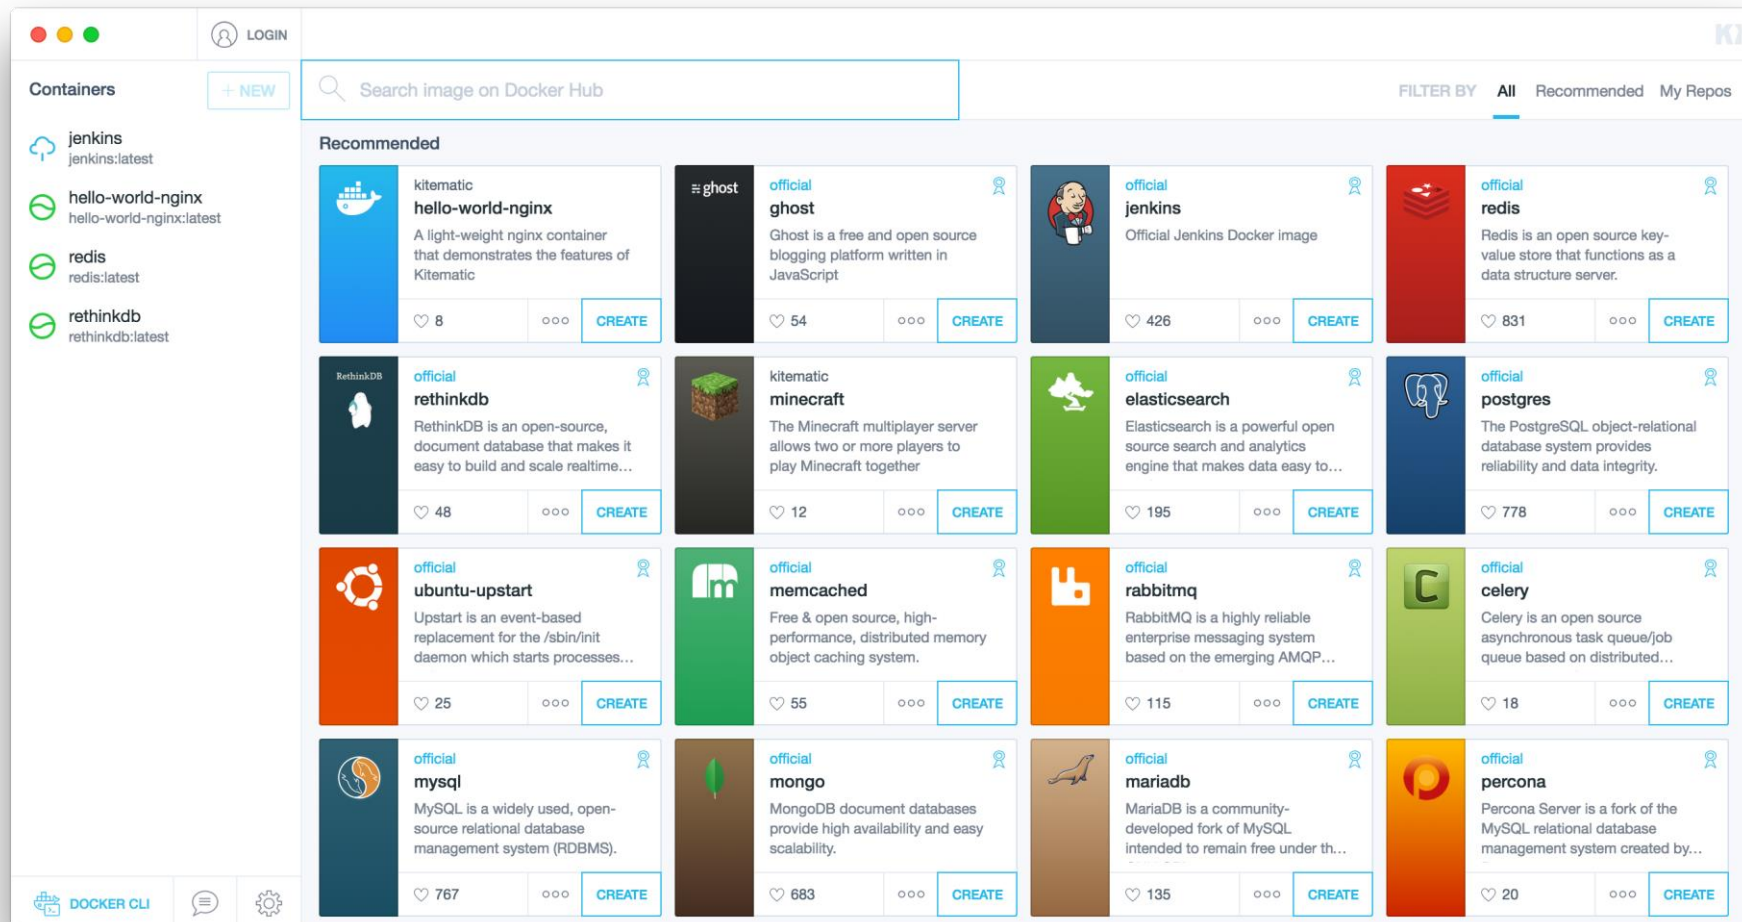 LOGIN
Containers
+ NEW
jenkins
jenkins:latest
hello-world-nginx
hello-world-nginx:latest
redis
redis:latest
rethinkdb
rethinkdb:latest
DOCKER CLI
Search image on Docker Hub
FILTER BY All Recommended My Repos
Recommended
kitematic
hello-world-nginx
A light-weight nginx container
that demonstrates the features of
Kitematic
8
CREATE
ghost
official
ghost
Ghost is a free and open source
blogging platform written in
JavaScript
54
CREATE
official
jenkins
Official Jenkins Docker image
426
CREATE
official
redis
Redis is an open source key-
value store that functions as a
data structure server.
831
CREATE
RethinkDB
official
rethinkdb
RethinkDB is an open-source,
document database that makes it
easy to build and scale realtime...
48
CREATE
kitematic
minecraft
The Minecraft multiplayer server
allows two or more players to
play Minecraft together
12
CREATE
official
elasticsearch
Elasticsearch is a powerful open
source search and analytics
engine that makes data easy to...
195
CREATE
official
postgres
The PostgreSQL object-relational
database system provides
reliability and data integrity.
778
CREATE
official
ubuntu-upstart
Upstart is an event-based
replacement for the /sbin/init
daemon which starts processes...
25
CREATE
m
official
memcached
Free & open source, high-
performance, distributed memory
object caching system.
55
CREATE
official
rabbitmq
RabbitMQ is a highly reliable
enterprise messaging system
based on the emerging AMQP...
115
CREATE
C
official
celery
Celery is an open source
asynchronous task queue/job
queue based on distributed...
18
CREATE
official
mysql
MySQL is a widely used, open-
source relational database
management system (RDBMS).
767
CREATE
official
mongo
MongoDB document databases
provide high availability and easy
scalability.
683
CREATE
official
mariadb
MariaDB is a community-
developed fork of MySQL
intended to remain free under th...
135
CREATE
official
percona
Percona Server is a fork of the
MySQL relational database
management system created by...
20
CREATE